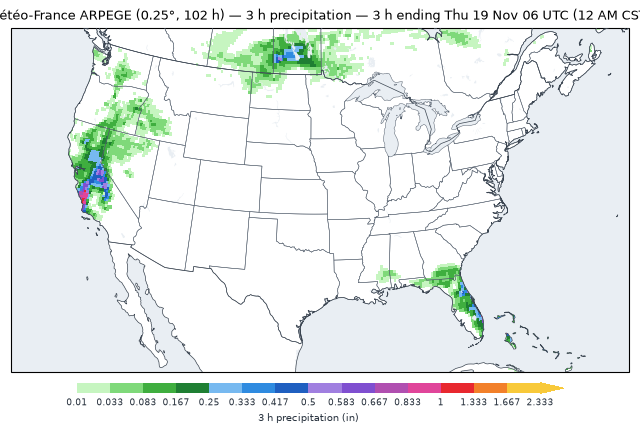 étéo-France ARPEGE (0.25°, 102 h) — 3 h precipitation — 3 h ending Thu 19 Nov 06 UTC (12 AM CS
0.01 0.033 0.083 0.167 0.25 0.333 0.417 0.5 0.583 0.667 0.833 1 1.333 1.667 2.333
3 h precipitation (in)